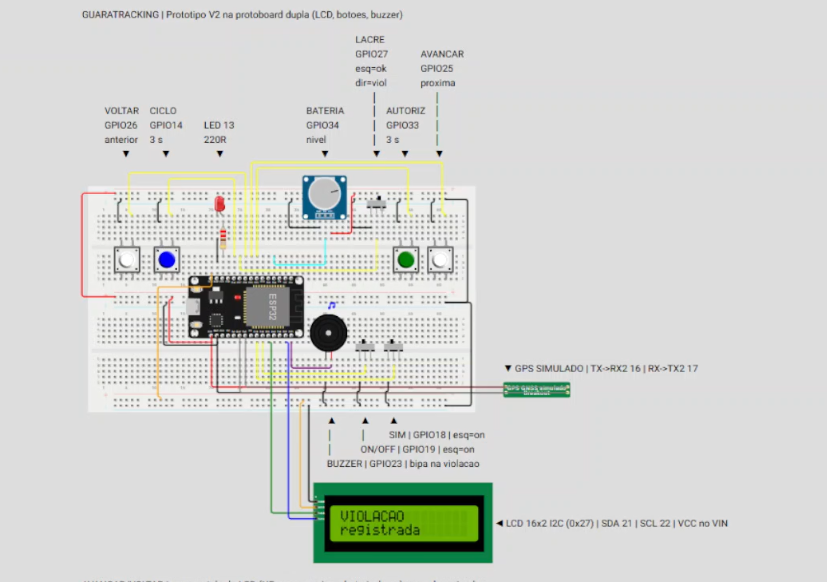 GUARATRACKING | Prototipo V2 na protoboard dupla (LCD, botoes, buzzer)
LACRE
GPIO27
esq=ok
dir=viol
AVANCAR
GPIO25
proxima
VOLTAR
GPIO26
anterior
CICLO
GPIO14
3 s
LED 13
220R
BATERIA
GPIO34
nivel
AUTORIZ
GPIO33
3 s
ESP32
GPS SIMULADO | TX->RX2 16 | RX->TX2 17
SIM | GPIO18 | esq=on
ON/OFF | GPIO19 | esq=on
BUZZER | GPIO23 | bipa na violacao
VIOLACAO
registrada
LCD 16x2 I2C (0x27) | SDA 21 | SCL 22 | VCC no VIN